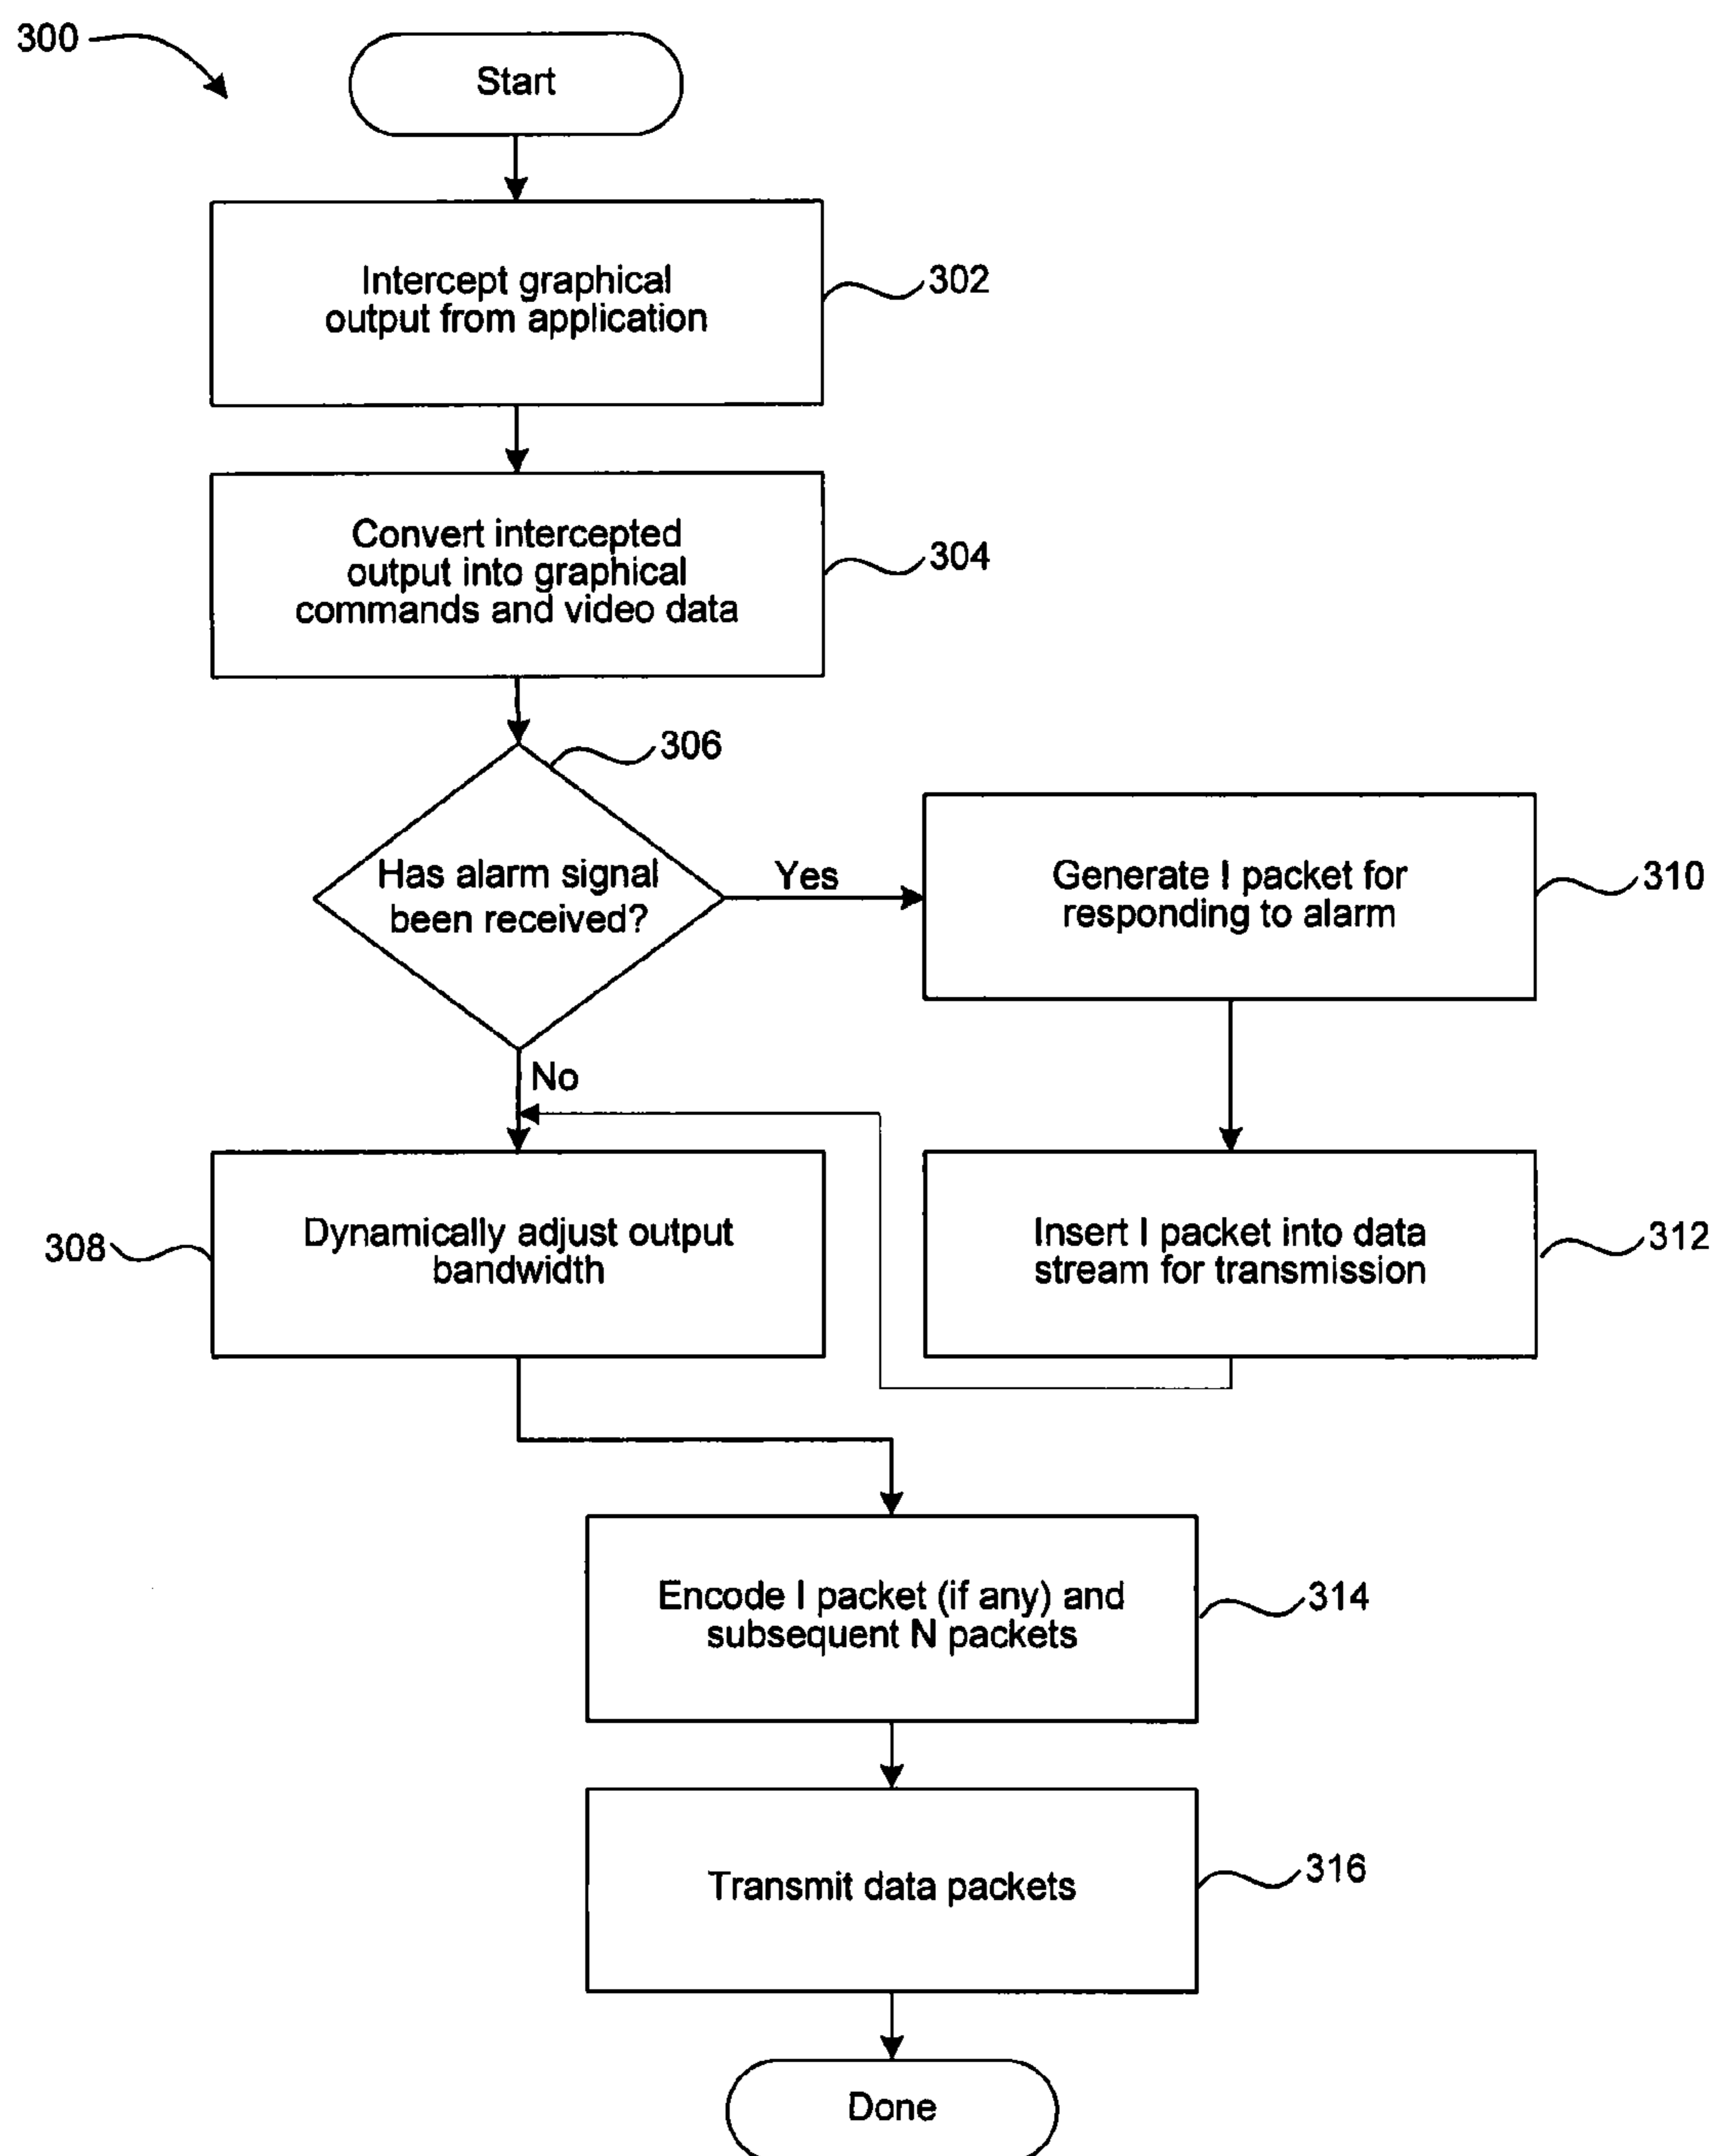 300
Start
Intercept graphical
output from application
302
Convert intercepted
output into graphical
commands and video data
304
306
Has alarm signal
been received?
Yes
Generate I packet for
responding to alarm
310
No
308
Dynamically adjust output
bandwidth
Insert I packet into data
stream for transmission
312
Encode I packet (if any) and
subsequent N packets
314
Transmit data packets
316
Done